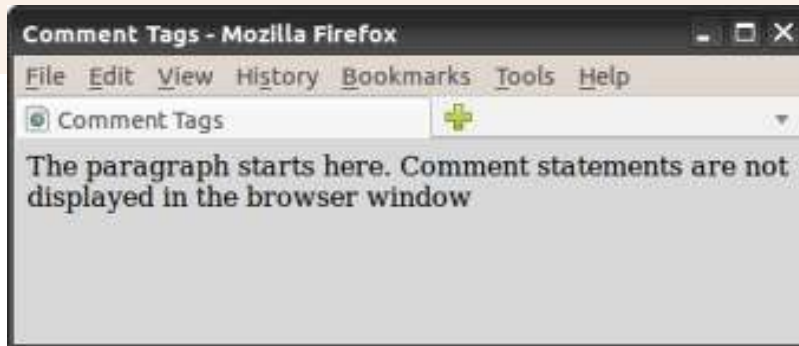 Comment Tags - Mozilla Firefox
File Edit View History Bookmarks Tools Help
Comment Tags
The paragraph starts here. Comment statements are not
displayed in the browser window